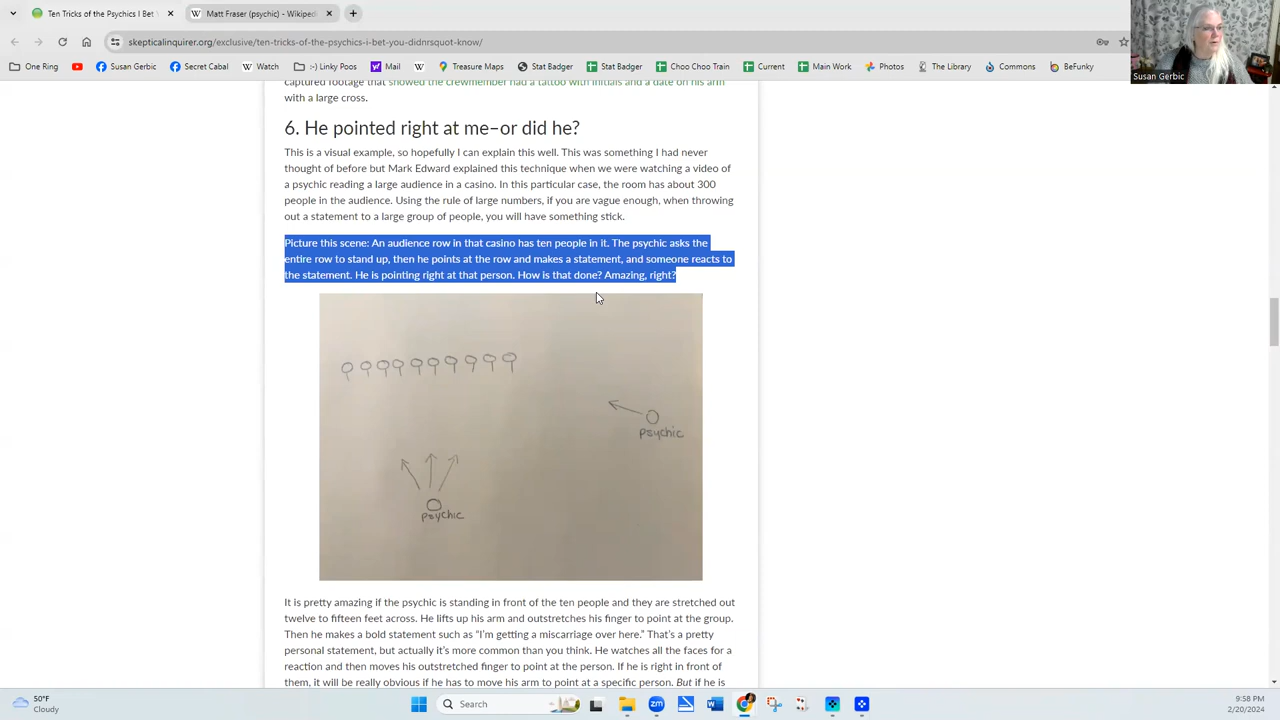 Ten Tricks of the Psychics I Bet Y
Matt Fraser (psychic) - Wikiped
skepticalinquirer.org/exclusive/ten-tricks-of-the-psychics-i-bet-you-didnrsquot-know/
One Ring
Susan Gerbic
Secret Cabal
Watch
:-) Linky Poos
Mail
Treasure Maps
Stat Badger
Stat Badger
Choo Choo Train
Current
Main Work
Photos
The Library
Commons
BeFunky
Susan Gerbic
captured footage that showed the crewmember had a tattoo with initials and a date on his arm
with a large cross.
6. He pointed right at me–or did he?
This is a visual example, so hopefully I can explain this well. This was something I had never
thought of before but Mark Edward explained this technique when we were watching a video of
a psychic reading a large audience in a casino. In this particular case, the room has about 300
people in the audience. Using the rule of large numbers, if you are vague enough, when throwing
out a statement to a large group of people, you will have something stick.
Picture this scene: An audience row in that casino has ten people in it. The psychic asks the
entire row to stand up, then he points at the row and makes a statement, and someone reacts to
the statement. He is pointing right at that person. How is that done? Amazing, right?
psychic
psychic
It is pretty amazing if the psychic is standing in front of the ten people and they are stretched out
twelve to fifteen feet across. He lifts up his arm and outstretches his finger to point at the group.
Then he makes a bold statement such as “I’m getting a miscarriage over here.” That’s a pretty
personal statement, but actually it’s more common than you think. He watches all the faces for a
reaction and then moves his outstretched finger to point at the person. If he is right in front of
them, it will be really obvious if he has to move his arm to point at a specific person. But if he is
50°F
Cloudy
Search
9:58 PM
2/20/2024